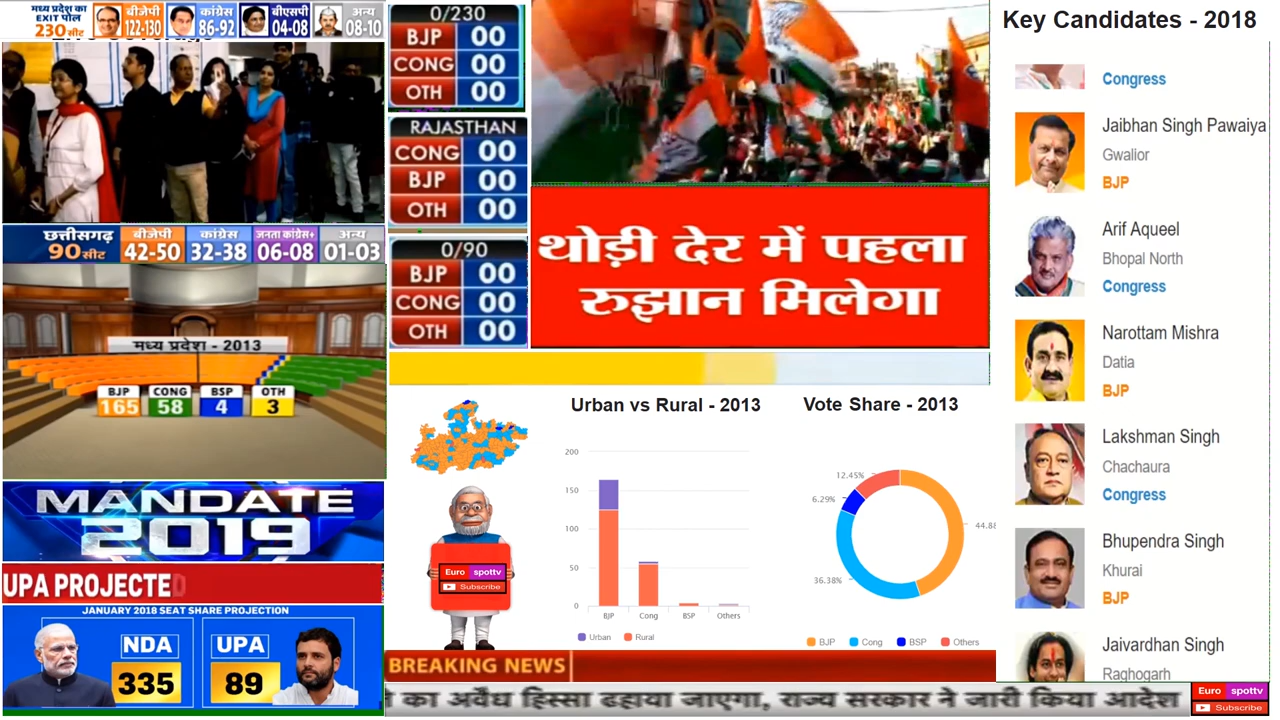 मध्य प्रदेश का
EXIT पोल
230 सीट
बीजेपी
122-130
कांग्रेस
86-92
बीएसपी
04-08
अन्य
08-10
छत्तीसगढ़
90 सीट
बीजेपी
42-50
कांग्रेस
32-38
जनता कांग्रेस+
06-08
अन्य
01-03
मध्य प्रदेश - 2013
BJP CONG BSP OTH
165 58 4 3
MANDATE
2019
UPA PROJECTED
JANUARY 2018 SEAT SHARE PROJECTION
NDA
335
UPA
89
0/230
BJP 00
CONG 00
OTH 00
RAJASTHAN
CONG 00
BJP 00
OTH 00
0/90
BJP 00
CONG 00
OTH 00
थोड़ी देर में पहला
रुझान मिलेगा
Urban vs Rural - 2013
200
150
100
50
0
BJP Cong BSP Others
Urban Rural
Vote Share - 2013
12.45%
6.29%
44.88
36.38%
BJP Cong BSP Others
Euro spottv
Subscribe
Key Candidates - 2018
Congress
Jaibhan Singh Pawaiya
Gwalior
BJP
Arif Aqueel
Bhopal North
Congress
Narottam Mishra
Datia
BJP
Lakshman Singh
Chachaura
Congress
Bhupendra Singh
Khurai
BJP
Jaivardhan Singh
Raghogarh
BREAKING NEWS
का अवैध हिस्सा ढहाया जाएगा, राज्य सरकार ने जारी किया आदेश
Euro spottv
Subscribe